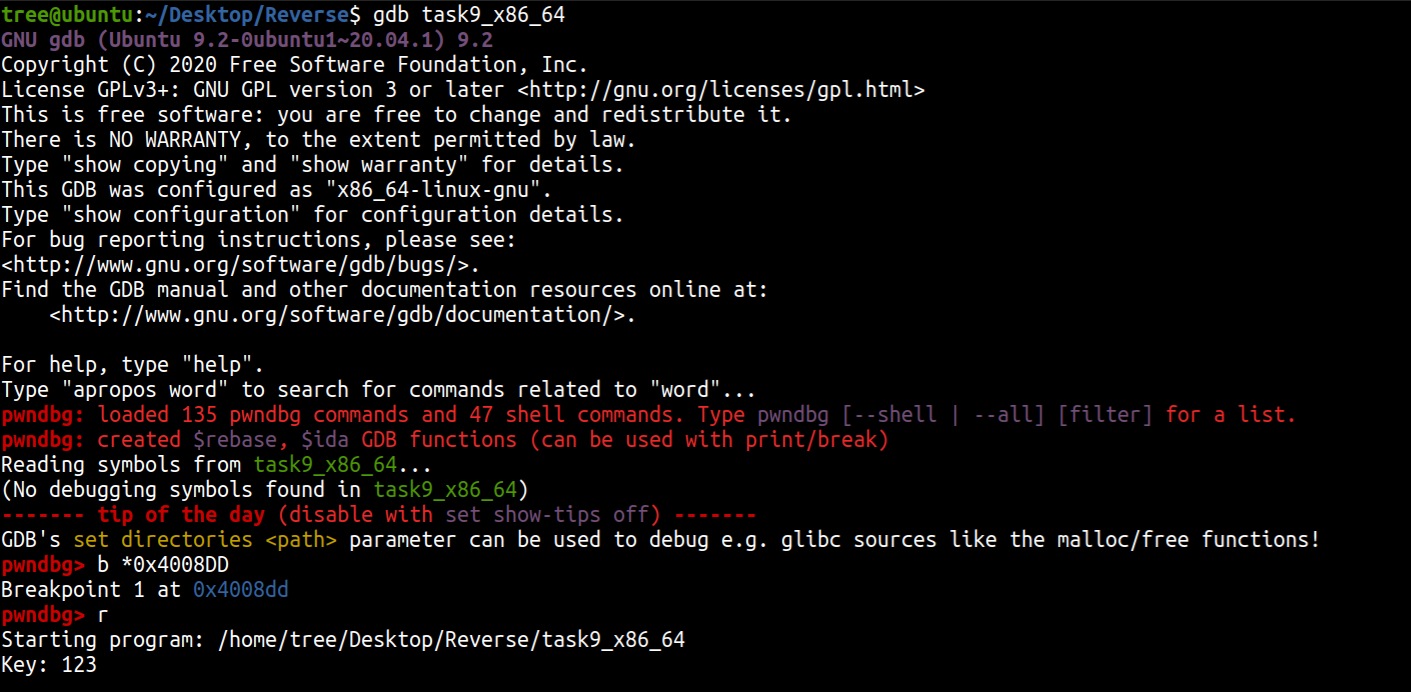 tree@ubuntu:~/Desktop/Reverse$ gdb task9_x86_64
GNU gdb (Ubuntu 9.2-0ubuntu1~20.04.1) 9.2
Copyright (C) 2020 Free Software Foundation, Inc.
License GPLv3+: GNU GPL version 3 or later <http://gnu.org/licenses/gpl.html>
This is free software: you are free to change and redistribute it.
There is NO WARRANTY, to the extent permitted by law.
Type "show copying" and "show warranty" for details.
This GDB was configured as "x86_64-linux-gnu".
Type "show configuration" for configuration details.
For bug reporting instructions, please see:
<http://www.gnu.org/software/gdb/bugs/>.
Find the GDB manual and other documentation resources online at:
    <http://www.gnu.org/software/gdb/documentation/>.

For help, type "help".
Type "apropos word" to search for commands related to "word"...
pwndbg: loaded 135 pwndbg commands and 47 shell commands. Type pwndbg [--shell | --all] [filter] for a list.
pwndbg: created $rebase, $ida GDB functions (can be used with print/break)
Reading symbols from task9_x86_64...
(No debugging symbols found in task9_x86_64)
------- tip of the day (disable with set show-tips off) -------
GDB's set directories <path> parameter can be used to debug e.g. glibc sources like the malloc/free functions!
pwndbg> b *0x4008DD
Breakpoint 1 at 0x4008dd
pwndbg> r
Starting program: /home/tree/Desktop/Reverse/task9_x86_64
Key: 123